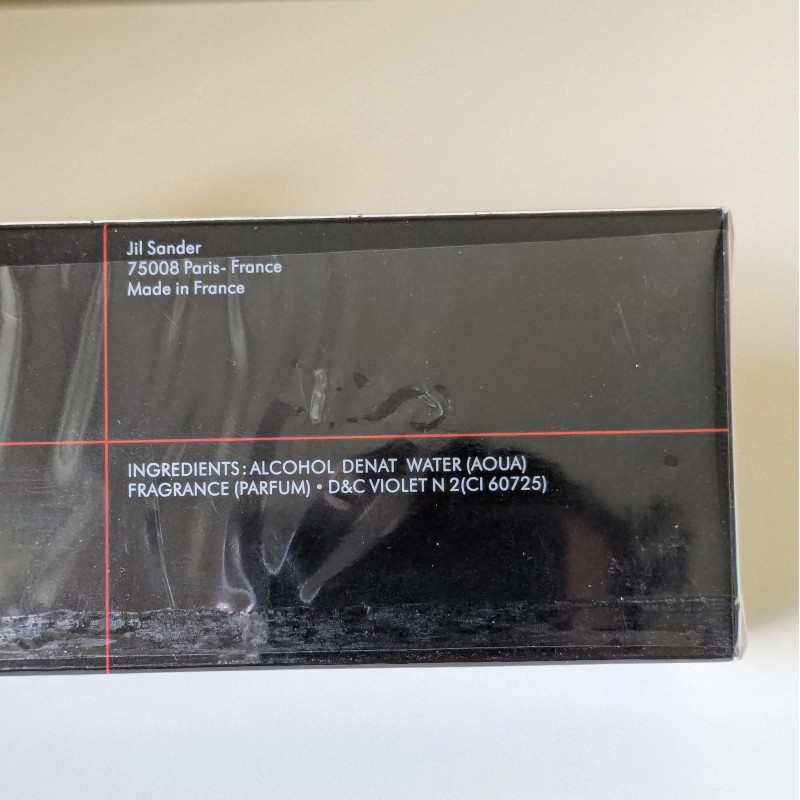 Jil Sander
75008 Paris- France
Made in France
INGREDIENTS: ALCOHOL DENAT WATER (AOUA)
FRAGRANCE (PARFUM) • D&C VIOLET N 2(CI 60725)